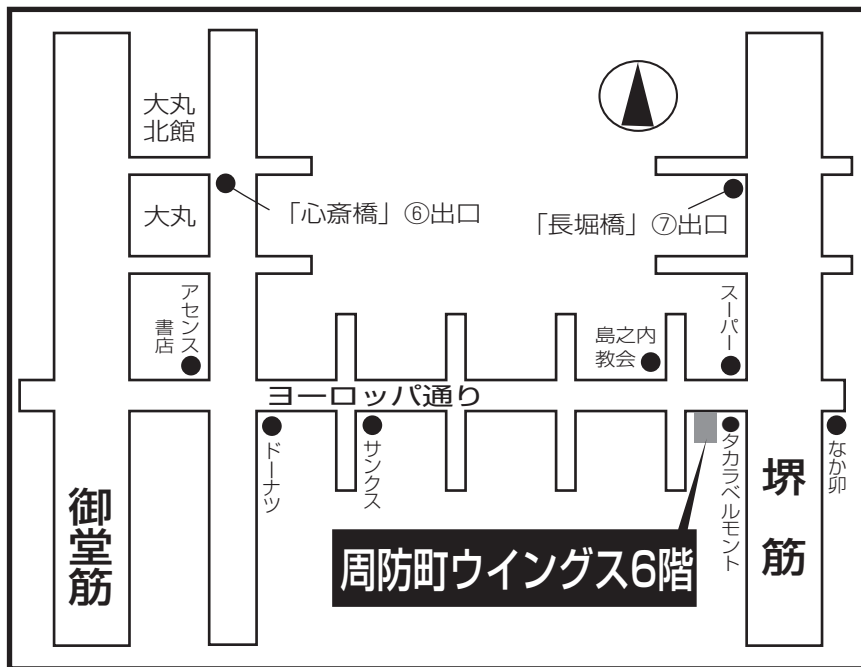 大丸
北館
大丸
「心斎橋」⑥出口
「長堀橋」⑦出口
アセンス
書店
スーパー
島之内
教会
ヨーロッパ通り
ドーナツ
サンクス
タカラベルモント
なか卯
御堂筋
堺筋
周防町ウイングス6階